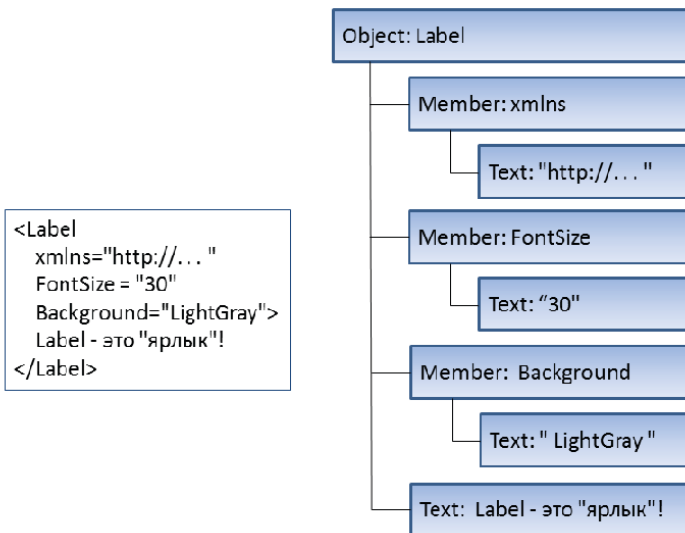 <Label
xmlns="http://. . . "
FontSize = "30"
Background="LightGray">
Label - это "ярлык"!
</Label>
Object: Label
Member: xmlns
Text: "http://. . . "
Member: FontSize
Text: “30"
Member: Background
Text: " LightGray "
Text: Label - это "ярлык"!